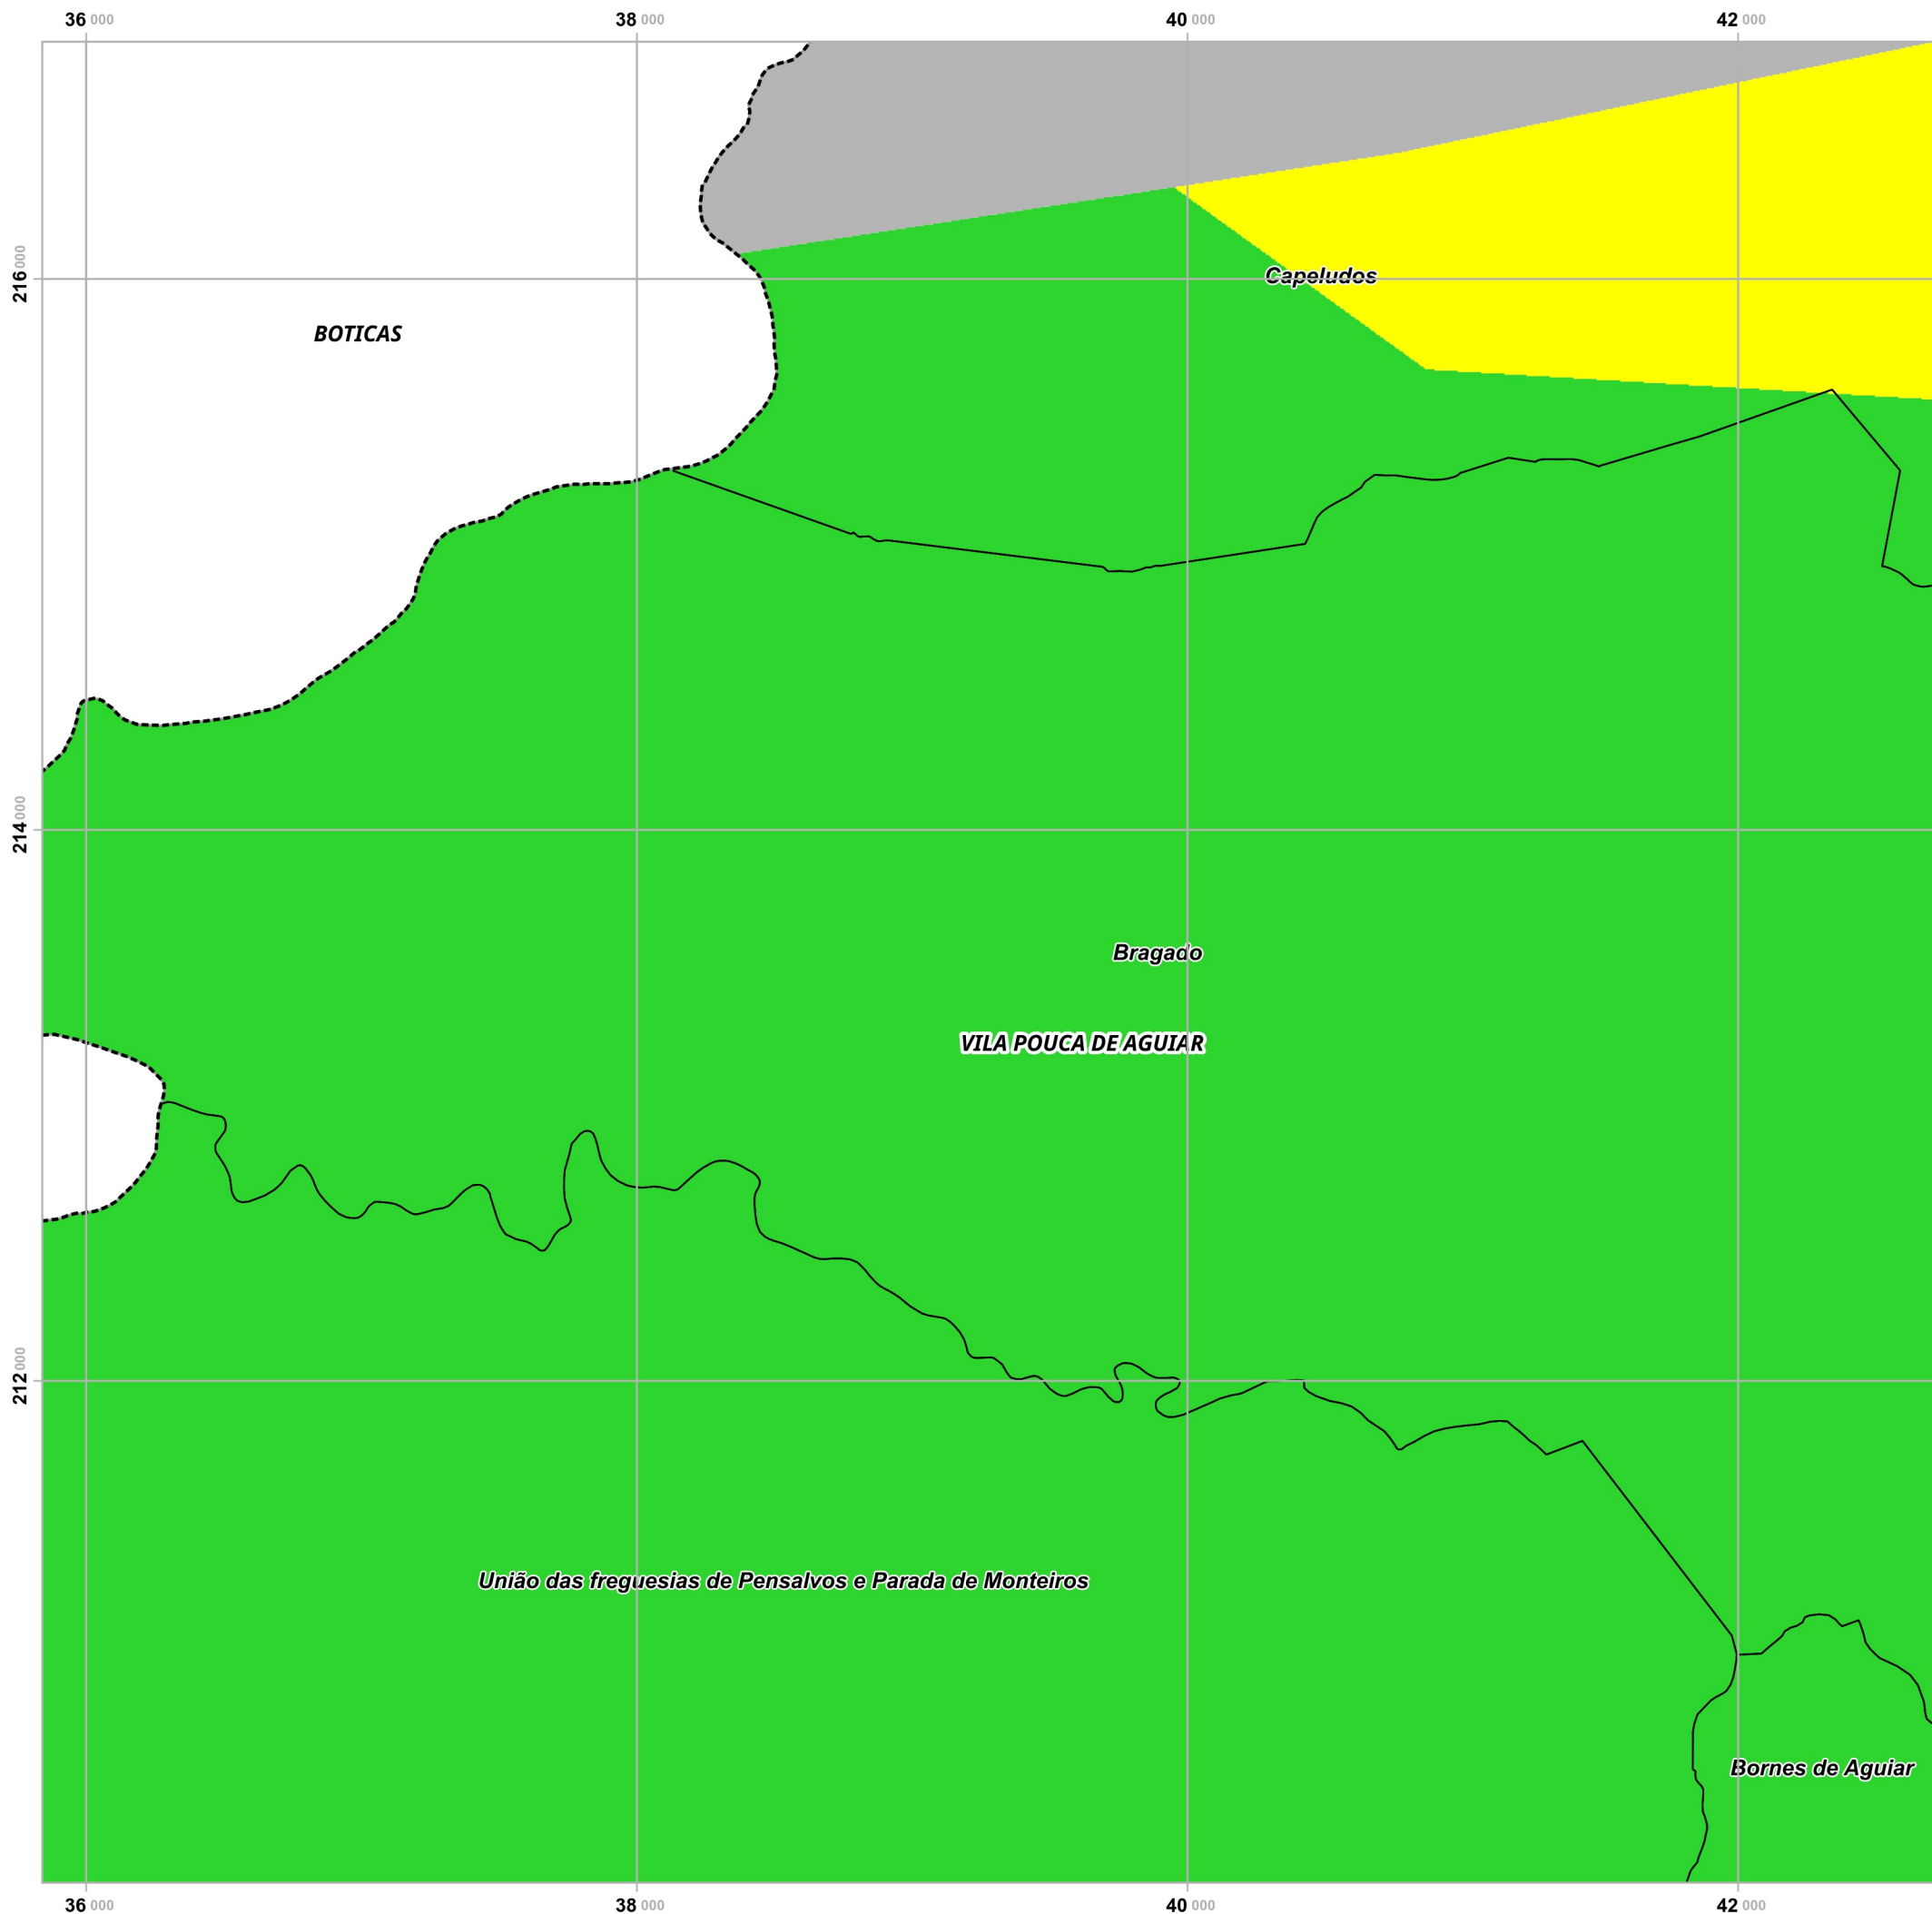 36 000 38 000 40 000 42 000
216 000
Capeludos
BOTICAS
214 000
Bragado
VILA POUCA DE AGUIAR
212 000
União das freguesias de Pensalvos e Parada de Monteiros
Bornes de Aguiar
36 000 38 000 40 000 42 000